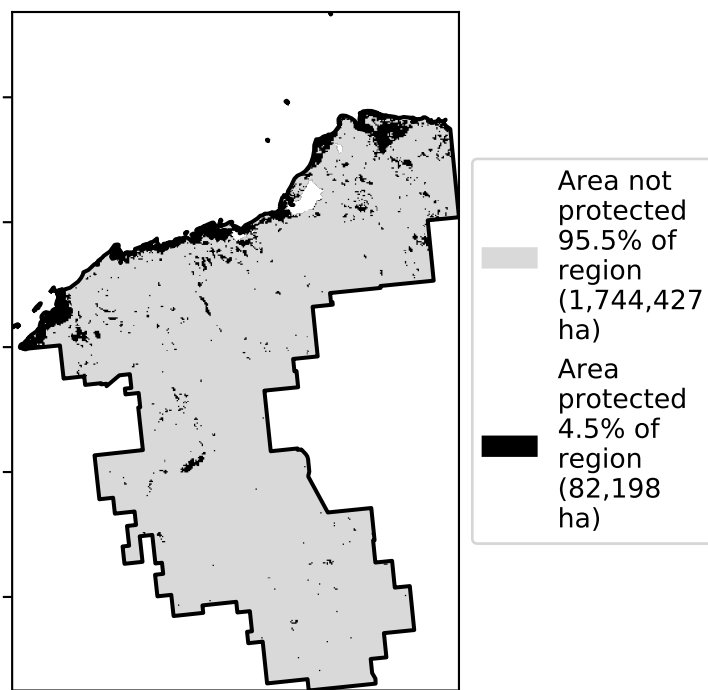 Area not
protected
95.5% of
region
(1,744,427
ha)
Area
protected
4.5% of
region
(82,198
ha)